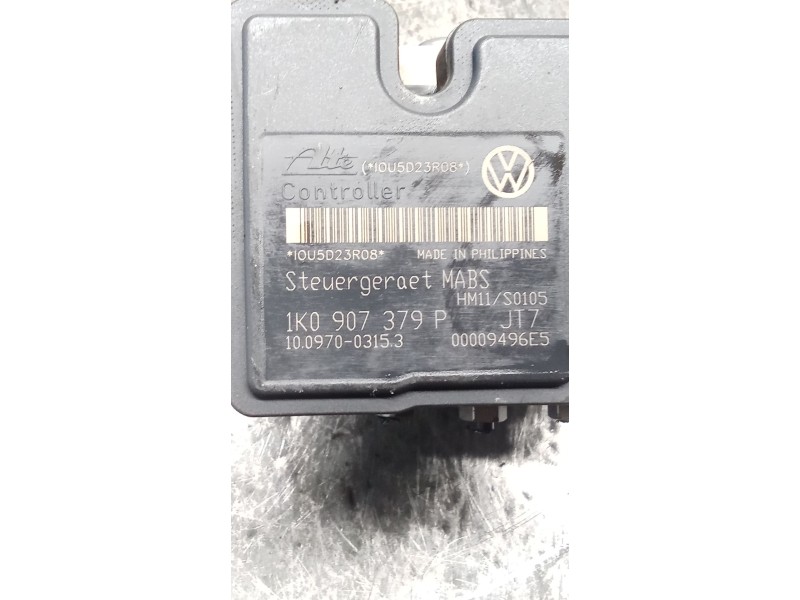 Ate (*IOU5D23R08*) VW
Controller
*IOU5D23R08* MADE IN PHILIPPINES
Steuergeraet MABS
HM11/S0105
1K0 907 379 P JT7
10.0970-0315.3 00009496E5